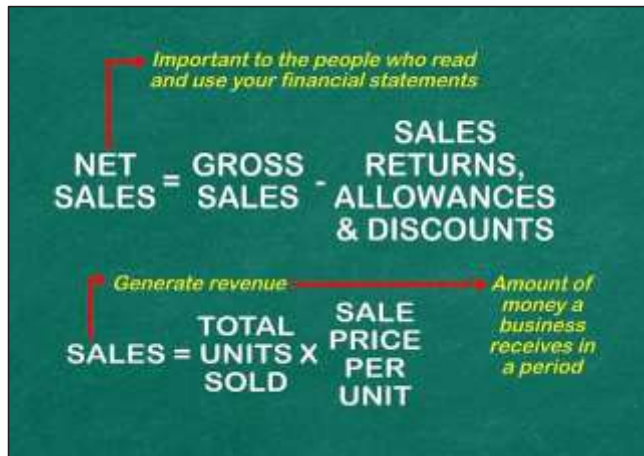 Important to the people who read
and use your financial statements
NET
SALES
=
GROSS
SALES
-
SALES
RETURNS,
ALLOWANCES
& DISCOUNTS
Generate revenue
Amount of
money a
business
receives in
a period
SALES =
TOTAL
UNITS
SOLD
X
SALE
PRICE
PER
UNIT